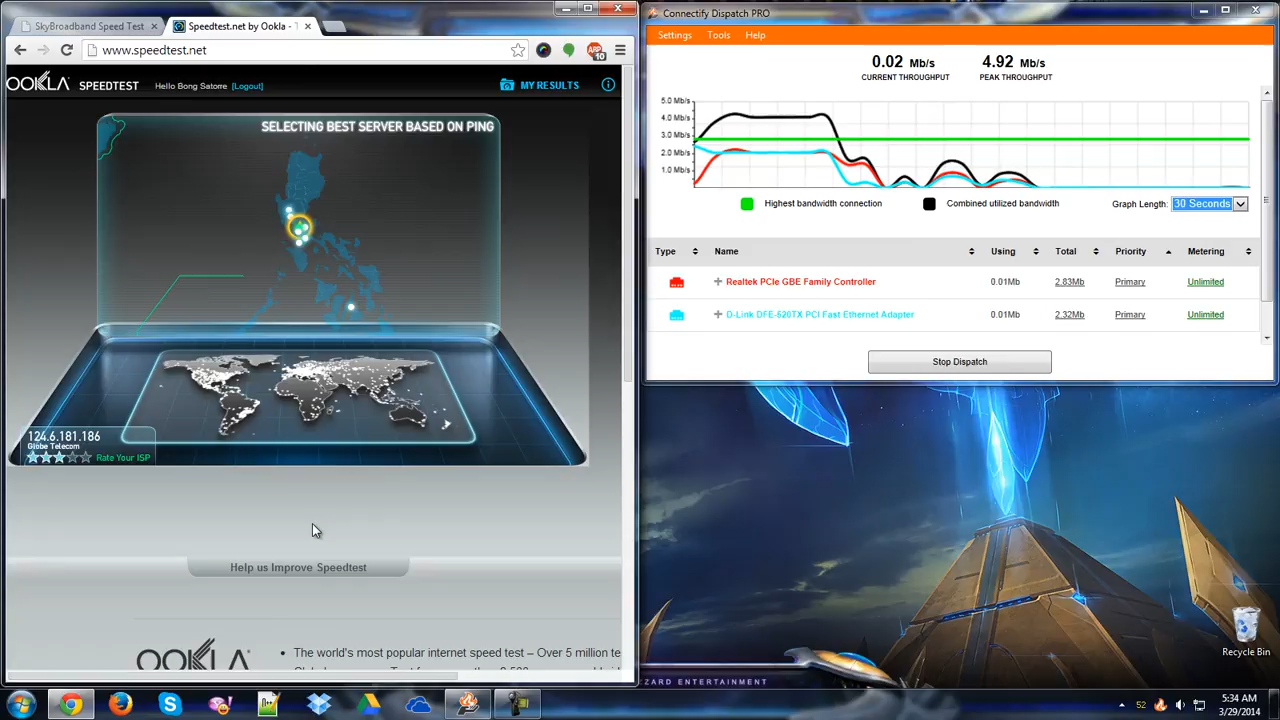 SkyBroadband Speed Test
Speedtest.net by Ookla - T
www.speedtest.net
10
OOKLA SPEEDTEST
Hello Bong Satorre (Logout)
MY RESULTS
SELECTING BEST SERVER BASED ON PING
124.6.181.186
Globe Telecom
Rate Your ISP
Help us Improve Speedtest
OOKLA
The world's most popular internet speed test – Over 5 million te
Connectify Dispatch PRO
Settings Tools Help
0.02 Mb/s 4.92 Mb/s
CURRENT THROUGHPUT PEAK THROUGHPUT
5.0 Mb/s
4.0 Mb/s
3.0 Mb/s
2.0 Mb/s
1.0 Mb/s
Highest bandwidth connection Combined utilized bandwidth Graph Length: 30 Seconds
Type Name Using Total Priority Metering
Realtek PCIe GBE Family Controller 0.01Mb 2.83Mb Primary Unlimited
D-Link DFE-520TX PCI Fast Ethernet Adapter 0.01Mb 2.32Mb Primary Unlimited
Stop Dispatch
Recycle Bin
ZZARD ENTERTAINMENT
52
5:34 AM
3/29/2014